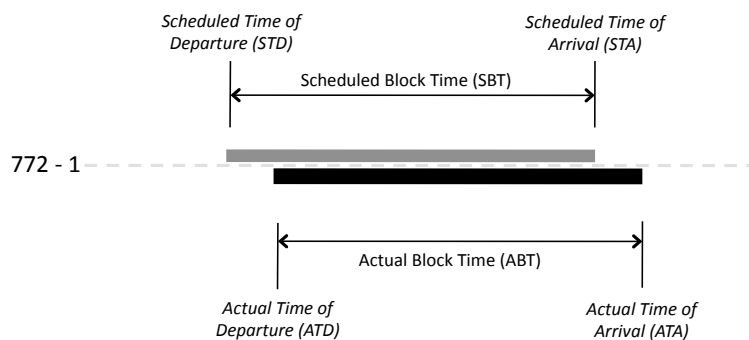 Scheduled Time of
Departure (STD)
Scheduled Time of
Arrival (STA)
Scheduled Block Time (SBT)
772 - 1
Actual Block Time (ABT)
Actual Time of
Departure (ATD)
Actual Time of
Arrival (ATA)